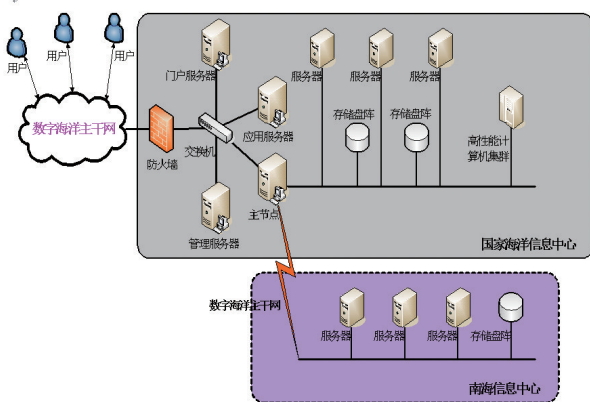 用户
用户
用户
数字海洋主干网
防火墙
交换机
门户服务器
应用服务器
主节点
管理服务器
服务器
服务器
服务器
存储盘阵
存储盘阵
高性能计
算机集群
国家海洋信息中心
数字海洋主干网
服务器
服务器
服务器
存储盘阵
南海信息中心